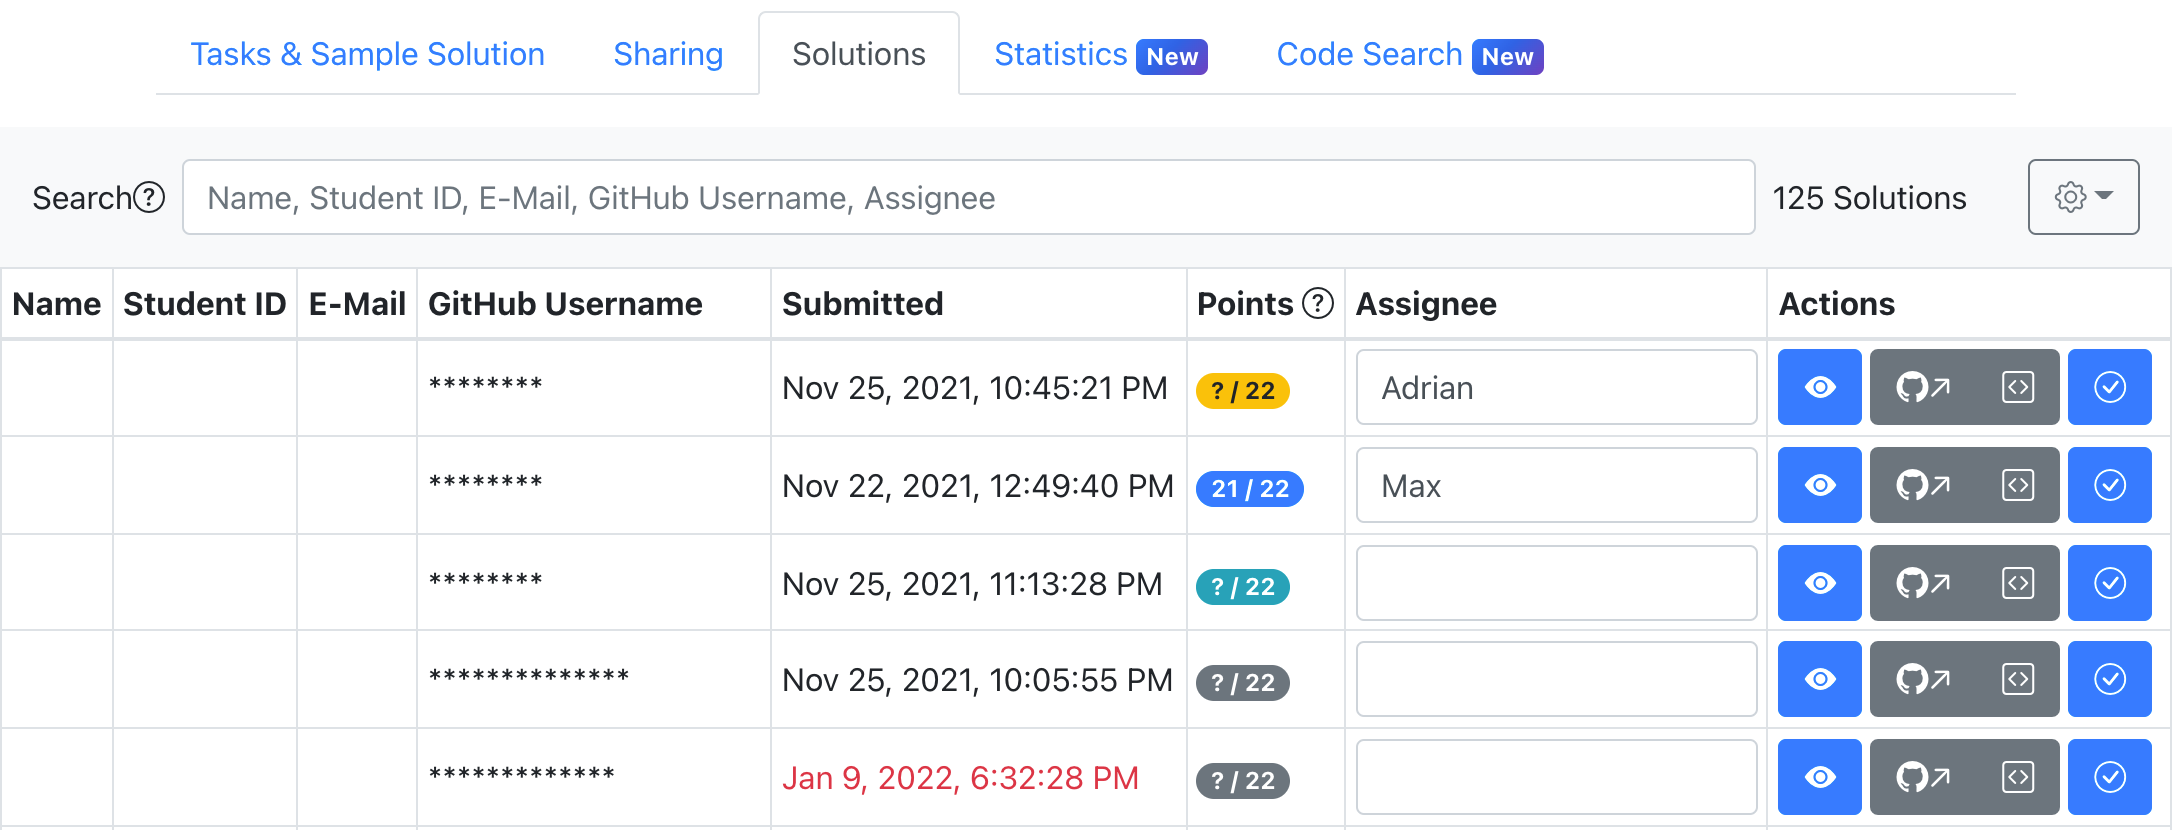 Tasks & Sample Solution Sharing Solutions Statistics New Code Search New
Search Name, Student ID, E-Mail, GitHub Username, Assignee 125 Solutions
Name Student ID E-Mail GitHub Username Submitted Points Assignee Actions
******** Nov 25, 2021, 10:45:21 PM ? / 22 Adrian
******** Nov 22, 2021, 12:49:40 PM 21 / 22 Max
******** Nov 25, 2021, 11:13:28 PM ? / 22
************** Nov 25, 2021, 10:05:55 PM ? / 22
************* Jan 9, 2022, 6:32:28 PM ? / 22